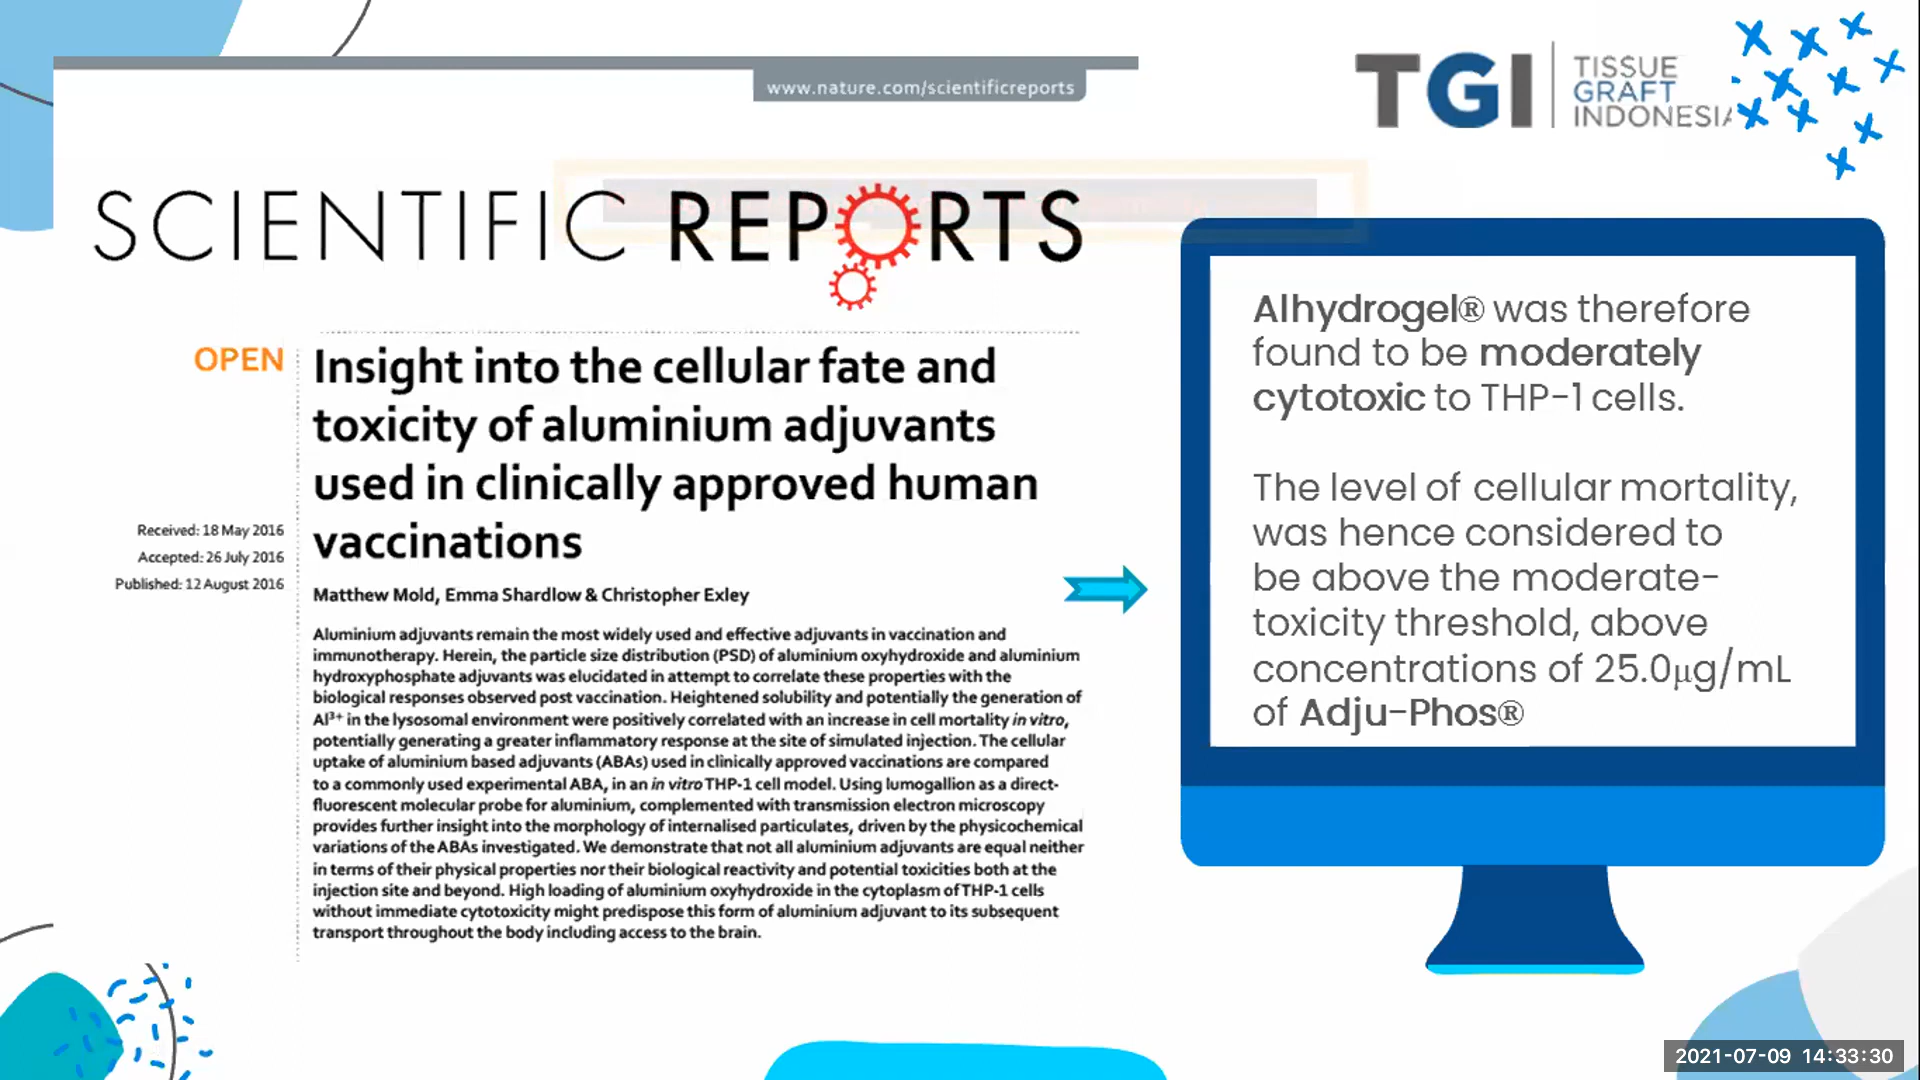 www.nature.com/scientificreports
TGI
TISSUE
GRAFT
INDONESIA
SCIENTIFIC REPORTS
OPEN
Insight into the cellular fate and
toxicity of aluminium adjuvants
used in clinically approved human
vaccinations
Received: 18 May 2016
Accepted: 26 July 2016
Published: 12 August 2016
Matthew Mold, Emma Shardlow & Christopher Exley
Aluminium adjuvants remain the most widely used and effective adjuvants in vaccination and
immunotherapy. Herein, the particle size distribution (PSD) of aluminium oxyhydroxide and aluminium
hydroxyphosphate adjuvants was elucidated in attempt to correlate these properties with the
biological responses observed post vaccination. Heightened solubility and potentially the generation of
Al³⁺ in the lysosomal environment were positively correlated with an increase in cell mortality in vitro,
potentially generating a greater inflammatory response at the site of simulated injection. The cellular
uptake of aluminium based adjuvants (ABAs) used in clinically approved vaccinations are compared
to a commonly used experimental ABA, in an in vitro THP-1 cell model. Using lumogallion as a direct-
fluorescent molecular probe for aluminium, complemented with transmission electron microscopy
provides further insight into the morphology of internalised particulates, driven by the physicochemical
variations of the ABAs investigated. We demonstrate that not all aluminium adjuvants are equal neither
in terms of their physical properties nor their biological reactivity and potential toxicities both at the
injection site and beyond. High loading of aluminium oxyhydroxide in the cytoplasm of THP-1 cells
without immediate cytotoxicity might predispose this form of aluminium adjuvant to its subsequent
transport throughout the body including access to the brain.
Alhydrogel® was therefore
found to be moderately
cytotoxic to THP-1 cells.
The level of cellular mortality,
was hence considered to
be above the moderate-
toxicity threshold, above
concentrations of 25.0µg/mL
of Adju-Phos®
2021-07-09 14:33:30